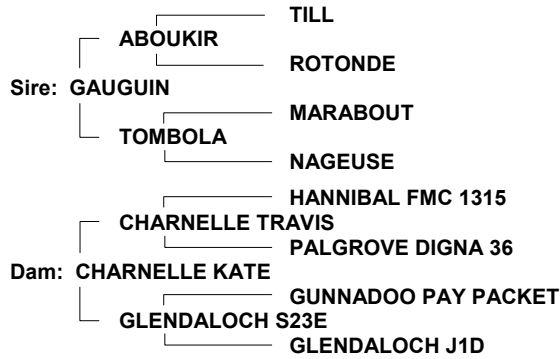 TILL
ABOUKIR
ROTONDE
Sire: GAUGUIN
MARABOUT
TOMBOLA
NAGEUSE
HANNIBAL FMC 1315
CHARNELLE TRAVIS
PALGROVE DIGNA 36
Dam: CHARNELLE KATE
GUNNADOO PAY PACKET
GLENDALOCH S23E
GLENDALOCH J1D